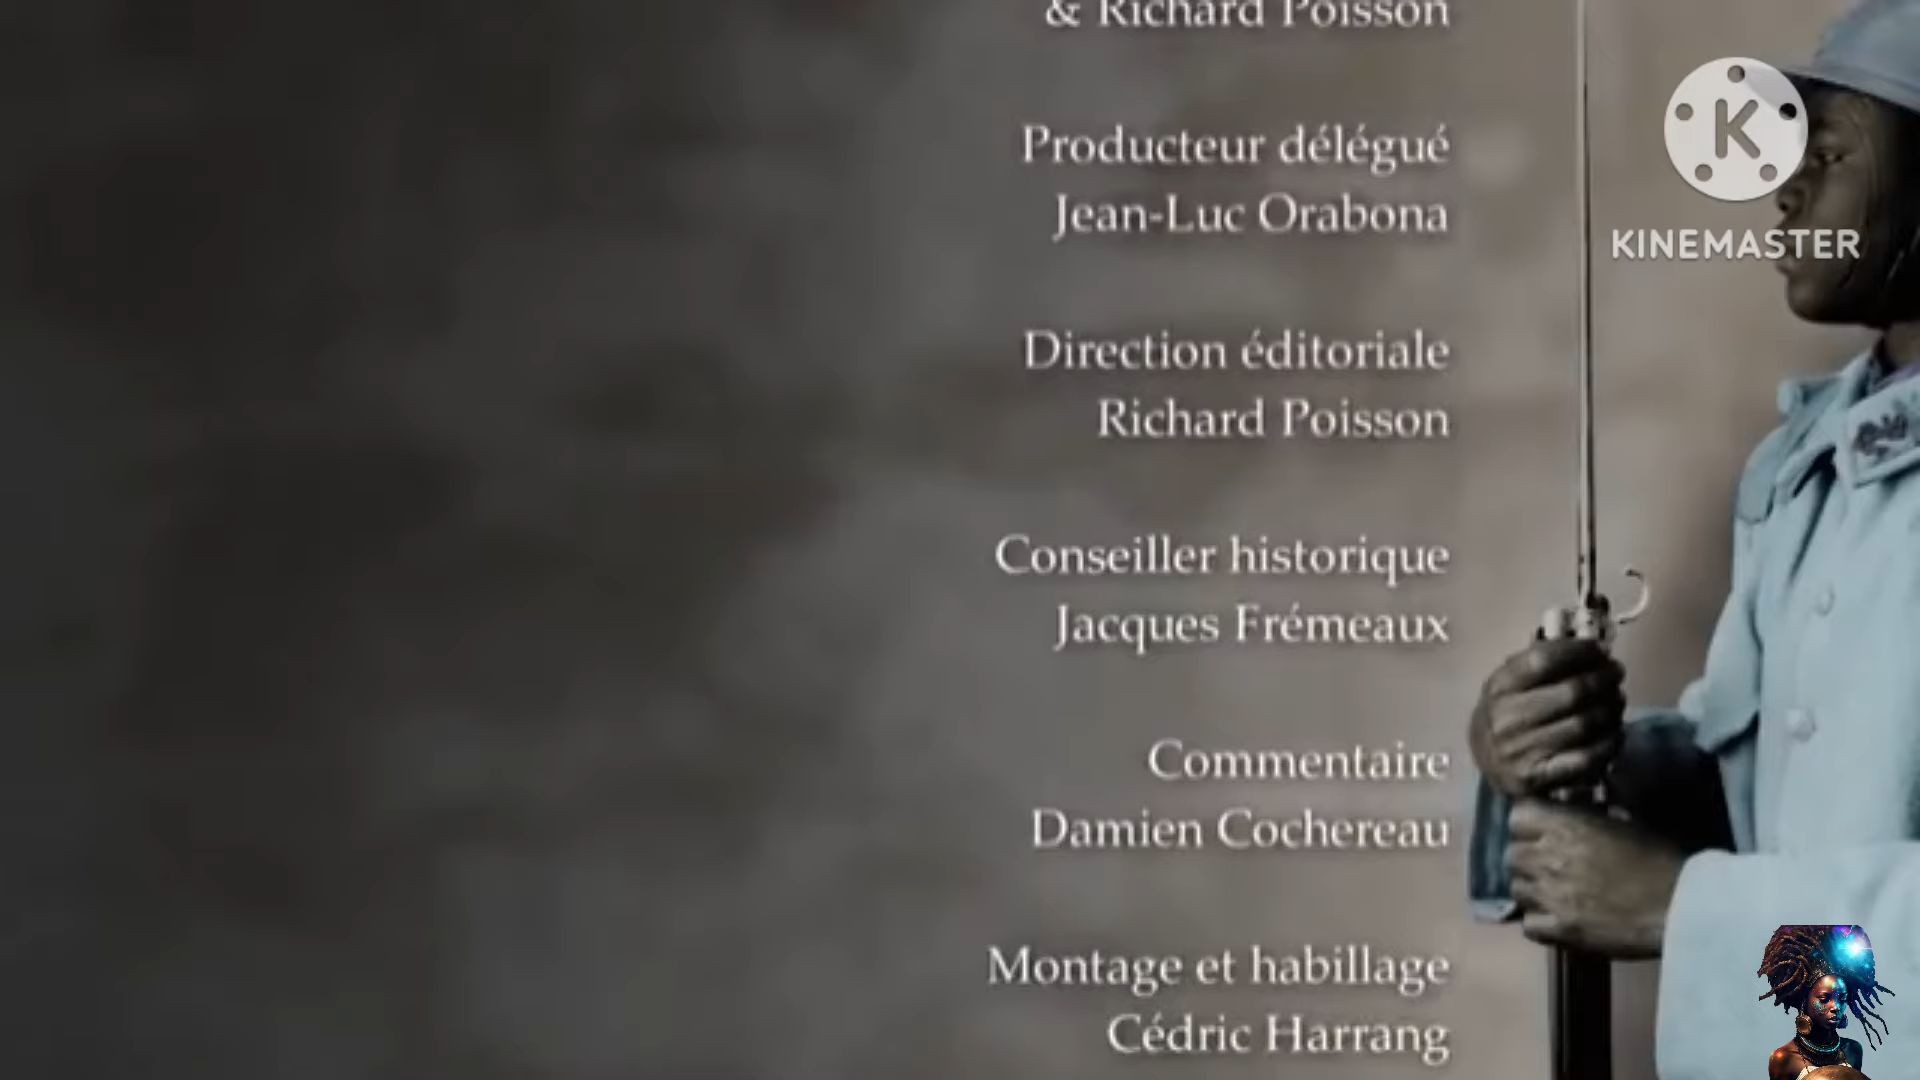 & Richard Poisson
Producteur délégué
Jean-Luc Orabona
Direction éditoriale
Richard Poisson
Conseiller historique
Jacques Frémeaux
Commentaire
Damien Cochereau
Montage et habillage
Cédric Harrang
K
KINEMASTER